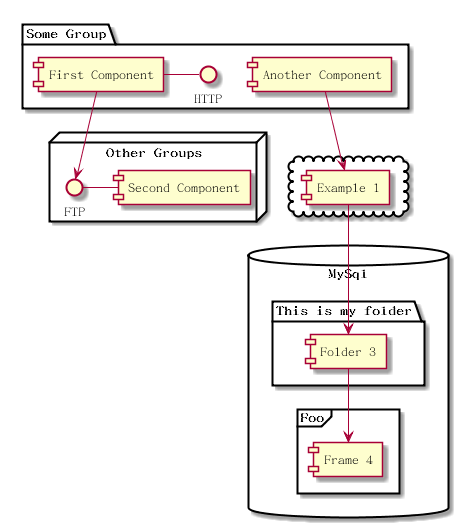 Some Group
First Component
HTTP
Another Component
Other Groups
FTP
Second Component
Example 1
MySql
This is my folder
Folder 3
Foo
Frame 4